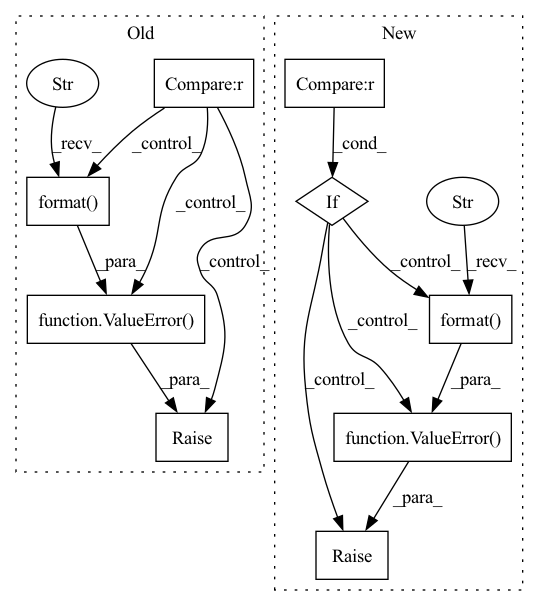 Old
New
Str
Compare:r
Compare:r
_recv_
_control_
_cond_
format()
_control_
If
Str
_control_
_para_
_control_
_recv_
function.ValueError()
_control_
format()
_para_
_control_
_para_
Raise
function.ValueError()
_para_
Raise